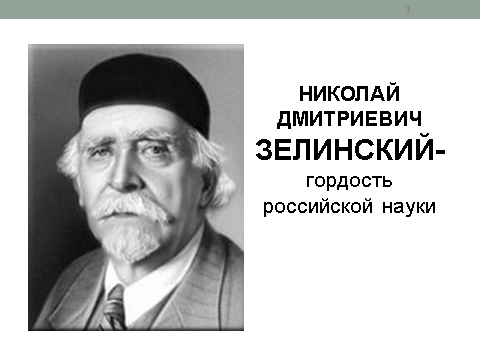 3
НИКОЛАЙ
ДМИТРИЕВИЧ
ЗЕЛИНСКИЙ-
гордость
российской науки